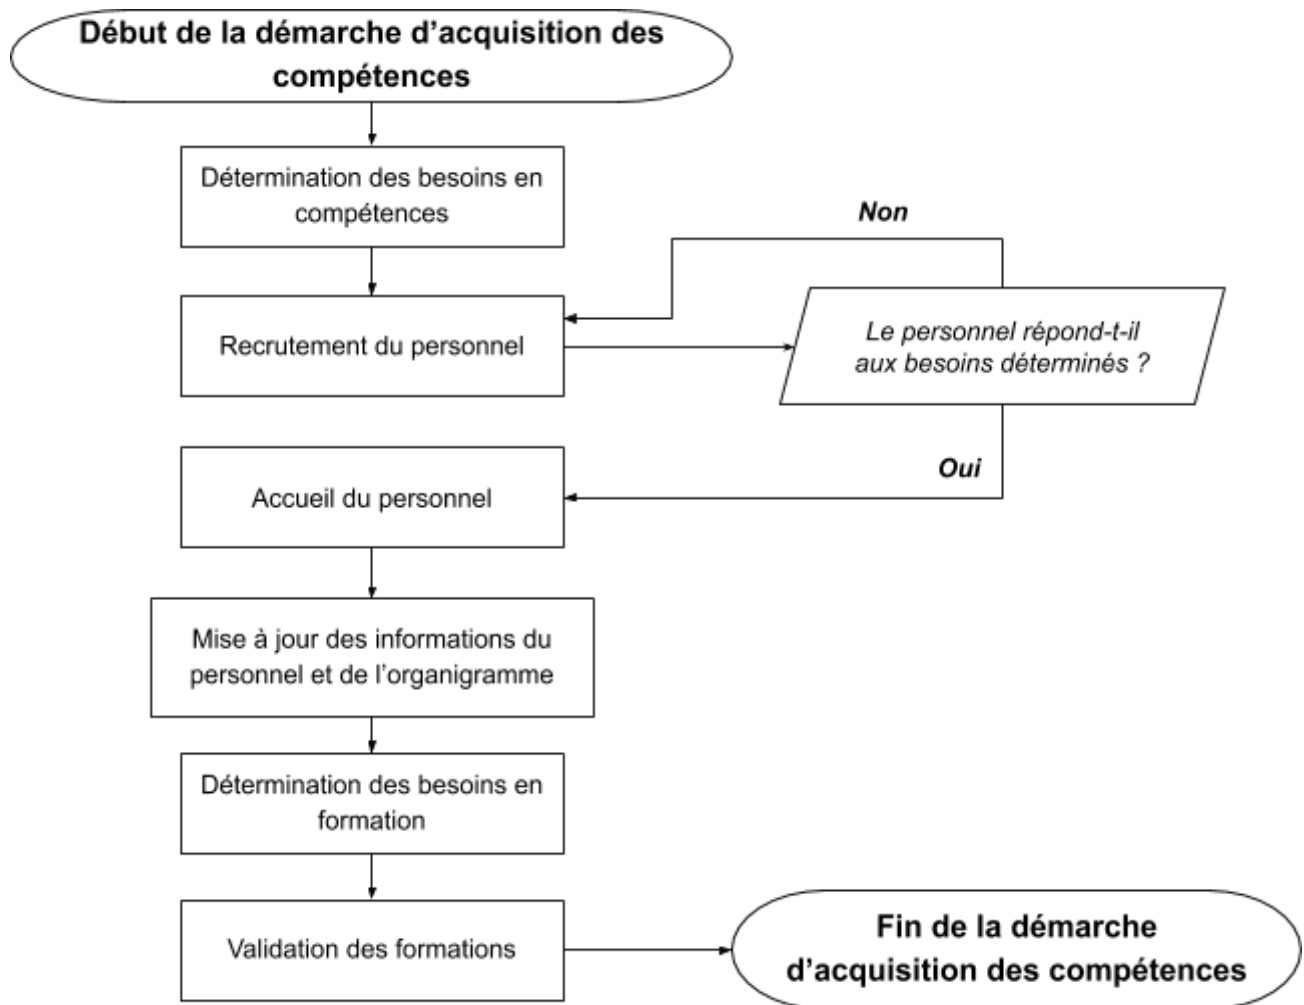 Début de la démarche d’acquisition des
compétences
Détermination des besoins en
compétences
Non
Recrutement du personnel
Le personnel répond-t-il
aux besoins déterminés ?
Oui
Accueil du personnel
Mise à jour des informations du
personnel et de l’organigramme
Détermination des besoins en
formation
Validation des formations
Fin de la démarche
d’acquisition des compétences